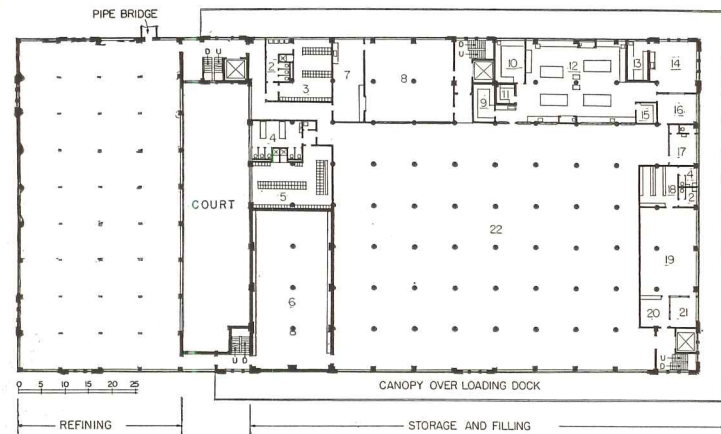 PIPE BRIDGE
D
U
D
U
2
3
7
8
10
11
9
12
13
14
15
16
17
4
5
COURT
22
18
4
2
19
6
20
21
U D
U
D
0 5 10 15 20 25
CANOPY OVER LOADING DOCK
REFINING
STORAGE AND FILLING